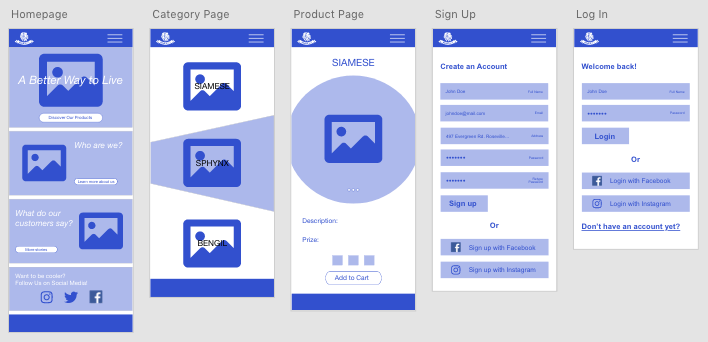 Homepage
A Better Way to Live
Discover Our Products
Who are we?
Learn more about us
What do our
customers say?
More stories
Want to be cooler?
Follow Us on Social Media!
Category Page
SIAMESE
SPHYNX
BENGIL
Product Page
SIAMESE
Description:
Prize:
Add to Cart
Sign Up
Create an Account
John Doe
Full Name
johndoe@mail.com
Email
497 Evergreen Rd. Roseville...
Address
Password
Retype
Password
Sign up
Or
Sign up with Facebook
Sign up with Instagram
Log In
Welcome back!
John Doe
Full Name
Password
Login
Or
Login with Facebook
Login with Instagram
Don't have an account yet?